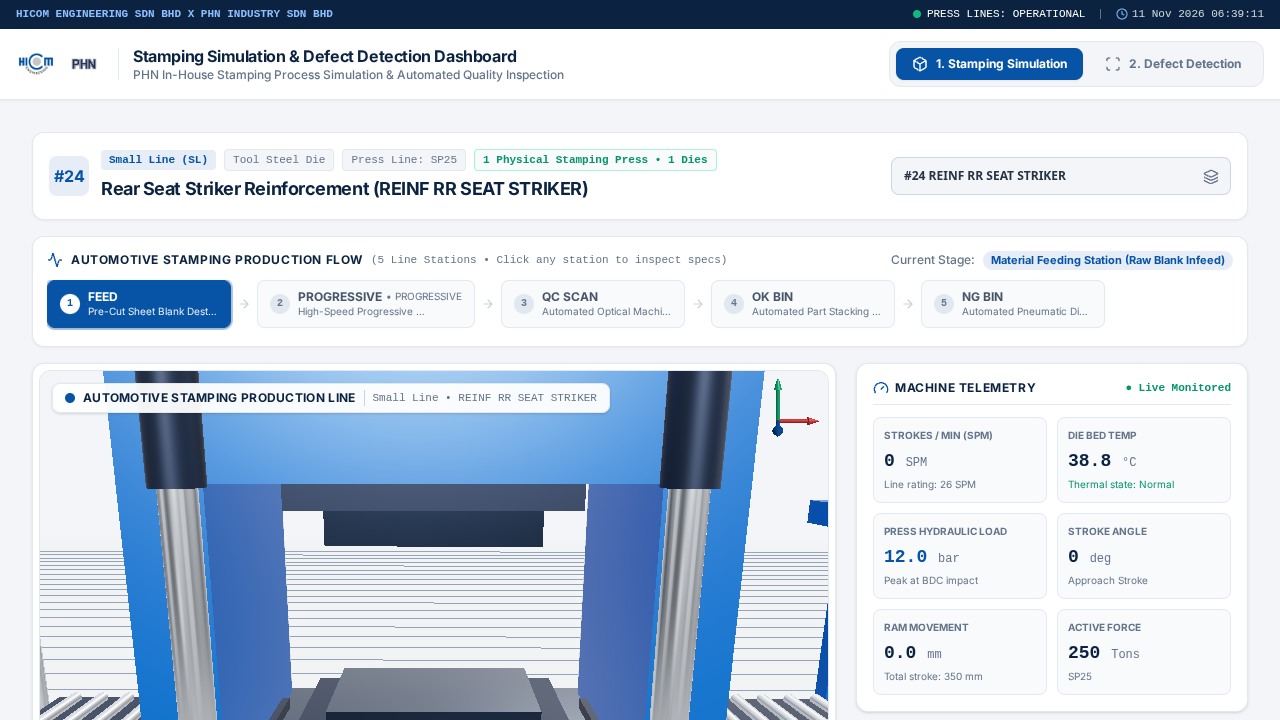 HICOM ENGINEERING SDN BHD X PHN INDUSTRY SDN BHD
PRESS LINES: OPERATIONAL | 11 Nov 2026 06:39:11
HICOM PHN
Stamping Simulation & Defect Detection Dashboard
PHN In-House Stamping Process Simulation & Automated Quality Inspection
1. Stamping Simulation
2. Defect Detection
#24
Small Line (SL) Tool Steel Die Press Line: SP25 1 Physical Stamping Press • 1 Dies
Rear Seat Striker Reinforcement (REINF RR SEAT STRIKER)
#24 REINF RR SEAT STRIKER
AUTOMOTIVE STAMPING PRODUCTION FLOW (5 Line Stations • Click any station to inspect specs)
Current Stage: Material Feeding Station (Raw Blank Infeed)
1 FEED
Pre-Cut Sheet Blank Dest...
2 PROGRESSIVE • PROGRESSIVE
High-Speed Progressive ...
3 QC SCAN
Automated Optical Machi...
4 OK BIN
Automated Part Stacking ...
5 NG BIN
Automated Pneumatic Di...
AUTOMOTIVE STAMPING PRODUCTION LINE Small Line • REINF RR SEAT STRIKER
MACHINE TELEMETRY
● Live Monitored
STROKES / MIN (SPM)
0 SPM
Line rating: 26 SPM
DIE BED TEMP
38.8 °C
Thermal state: Normal
PRESS HYDRAULIC LOAD
12.0 bar
Peak at BDC impact
STROKE ANGLE
0 deg
Approach Stroke
RAM MOVEMENT
0.0 mm
Total stroke: 350 mm
ACTIVE FORCE
250 Tons
SP25